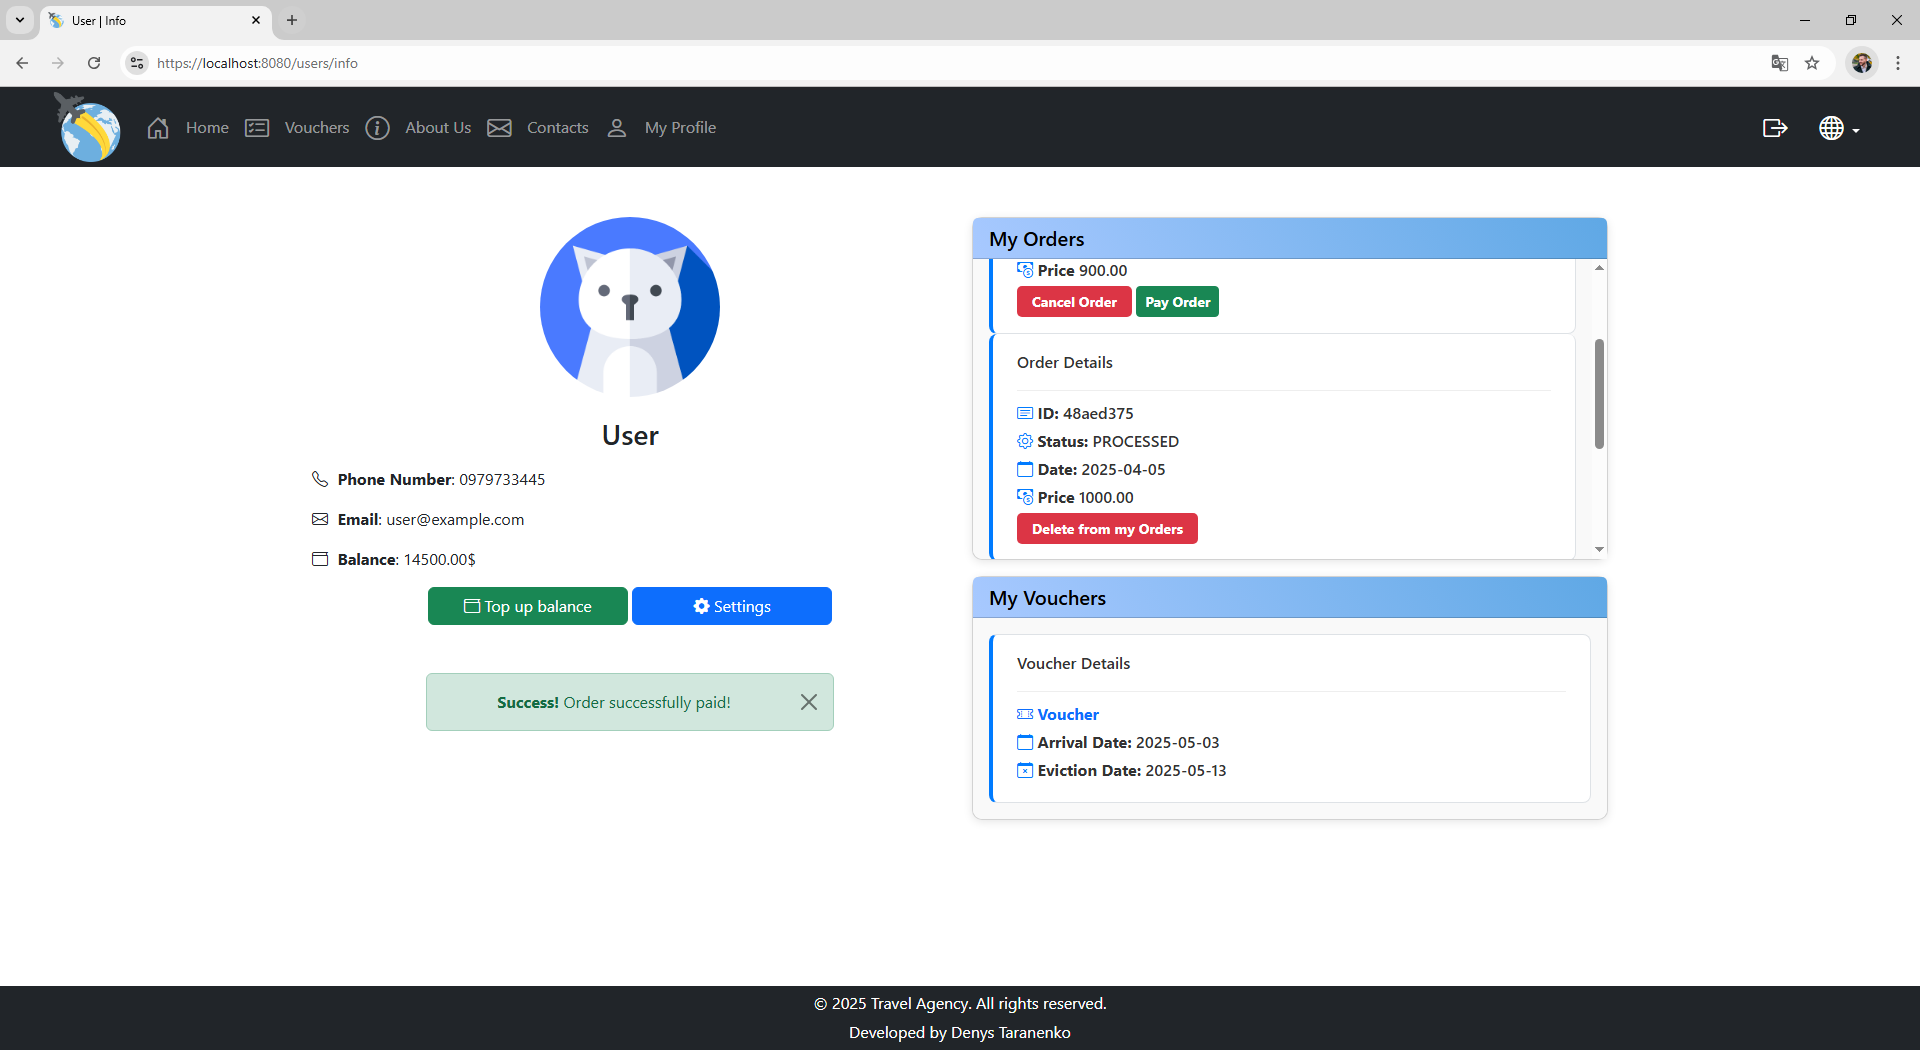 User | Info
https://localhost:8080/users/info
Home
Vouchers
About Us
Contacts
My Profile
User
Phone Number: 0979733445
Email: user@example.com
Balance: 14500.00$
Top up balance
Settings
Success! Order successfully paid!
My Orders
Price 900.00
Cancel Order
Pay Order
Order Details
ID: 48aed375
Status: PROCESSED
Date: 2025-04-05
Price 1000.00
Delete from my Orders
My Vouchers
Voucher Details
Voucher
Arrival Date: 2025-05-03
Eviction Date: 2025-05-13
© 2025 Travel Agency. All rights reserved.
Developed by Denys Taranenko